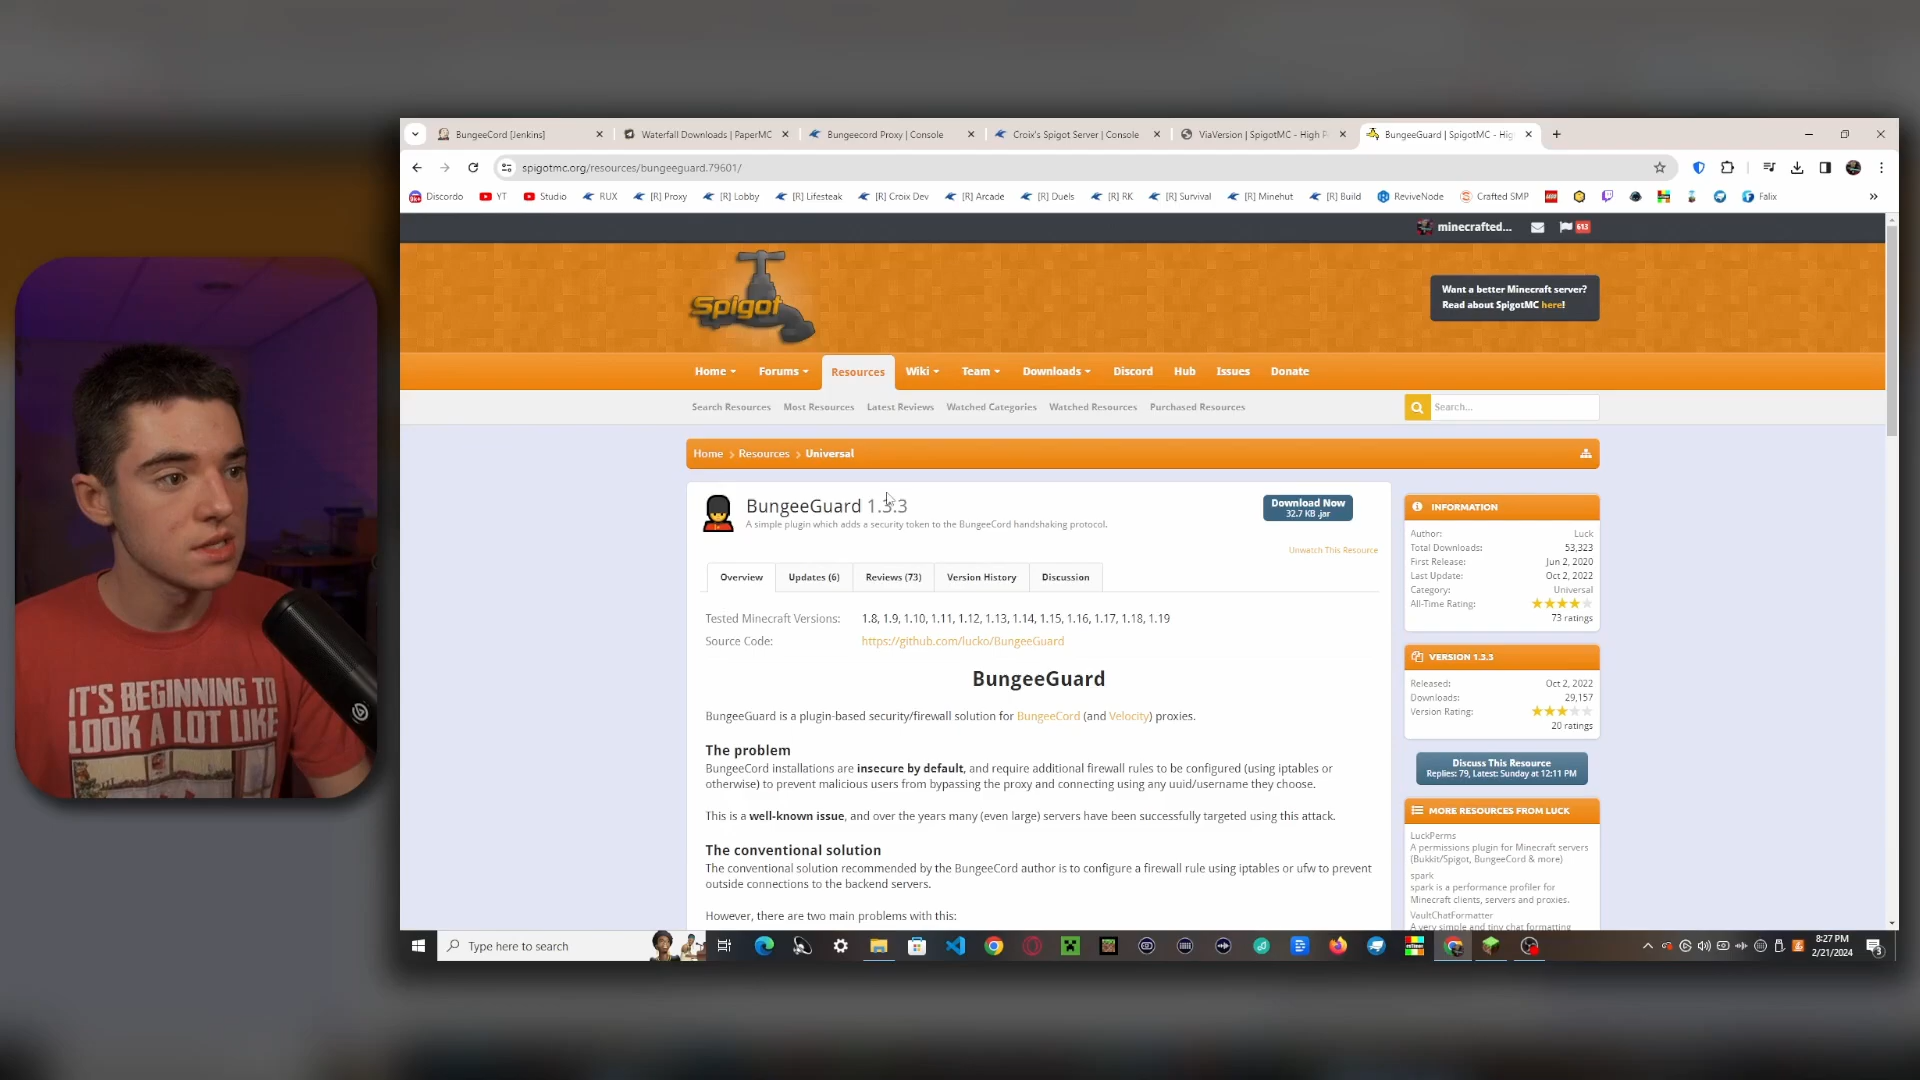 BungeeCord [Jenkins]
Waterfall Downloads | PaperMC
Bungeecord Proxy | Console
Croix's Spigot Server | Console
ViaVersion | SpigotMC - High P
BungeeGuard | SpigotMC - Hig
spigotmc.org/resources/bungeeguard.79601/
Discordo
YT
Studio
RUX
[R] Proxy
[R] Lobby
[R] Lifesteak
[R] Croix Dev
[R] Arcade
[R] Duels
[R] RK
[R] Survival
[R] Minehut
[R] Build
ReviveNode
Crafted SMP
Falix
minecrafted...
613
Spigot
Want a better Minecraft server?
Read about SpigotMC here!
Home
Forums
Resources
Wiki
Team
Downloads
Discord
Hub
Issues
Donate
Search Resources
Most Resources
Latest Reviews
Watched Categories
Watched Resources
Purchased Resources
Search...
Home > Resources > Universal
BungeeGuard 1.3.3
A simple plugin which adds a security token to the BungeeCord handshaking protocol.
Download Now
32.7 KB .jar
Unwatch This Resource
Overview
Updates (6)
Reviews (73)
Version History
Discussion
Tested Minecraft Versions: 1.8, 1.9, 1.10, 1.11, 1.12, 1.13, 1.14, 1.15, 1.16, 1.17, 1.18, 1.19
Source Code: https://github.com/lucko/BungeeGuard
BungeeGuard
BungeeGuard is a plugin-based security/firewall solution for BungeeCord (and Velocity) proxies.
The problem
BungeeCord installations are insecure by default, and require additional firewall rules to be configured (using iptables or
otherwise) to prevent malicious users from bypassing the proxy and connecting using any uuid/username they choose.
This is a well-known issue, and over the years many (even large) servers have been successfully targeted using this attack.
The conventional solution
The conventional solution recommended by the BungeeCord author is to configure a firewall rule using iptables or ufw to prevent
outside connections to the backend servers.
However, there are two main problems with this:
INFORMATION
Author: Luck
Total Downloads: 53,323
First Release: Jun 2, 2020
Last Update: Oct 2, 2022
Category: Universal
All-Time Rating:
73 ratings
VERSION 1.3.3
Released: Oct 2, 2022
Downloads: 29,157
Version Rating:
20 ratings
Discuss This Resource
Replies: 79, Latest: Sunday at 12:11 PM
MORE RESOURCES FROM LUCK
LuckPerms
A permissions plugin for Minecraft servers
(Bukkit/Spigot, BungeeCord & more)
spark
spark is a performance profiler for
Minecraft clients, servers and proxies.
VaultChatFormatter
A very simple and tiny chat formatting
IT'S BEGINNING TO
LOOK A LOT LIKE
Type here to search
8:27 PM
2/21/2024
3